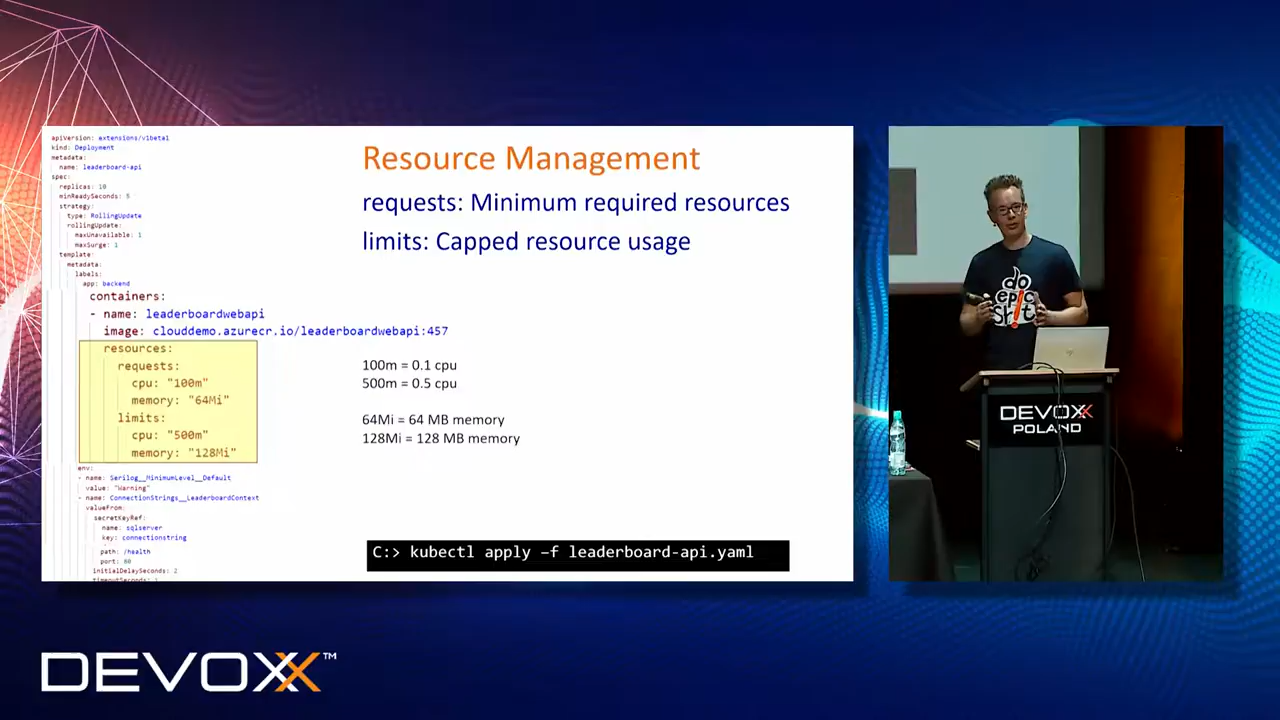 apiVersion: extensions/v1beta1
kind: Deployment
metadata:
name: leaderboard-api
spec:
replicas: 10
minReadySeconds: 5
strategy:
type: RollingUpdate
rollingUpdate:
maxUnavailable: 1
maxSurge: 1
template:
metadata:
labels:
app: backend
containers:
- name: leaderboardwebapi
image: clouddemo.azurecr.io/leaderboardwebapi:457
resources:
requests:
cpu: "100m"
memory: "64Mi"
limits:
cpu: "500m"
memory: "128Mi"
env:
- name: Serilog__MinimumLevel__Default
value: "Warning"
- name: ConnectionStrings__LeaderboardContext
valueFrom:
secretKeyRef:
name: sqlserver
key: connectionstring
path: /health
port: 80
initialDelaySeconds: 2
timeoutSeconds: 1
Resource Management
requests: Minimum required resources
limits: Capped resource usage
100m = 0.1 cpu
500m = 0.5 cpu
64Mi = 64 MB memory
128Mi = 128 MB memory
C:> kubectl apply –f leaderboard-api.yaml
do
epic
sh!t
DEVOXX
POLAND
DEVOXX™